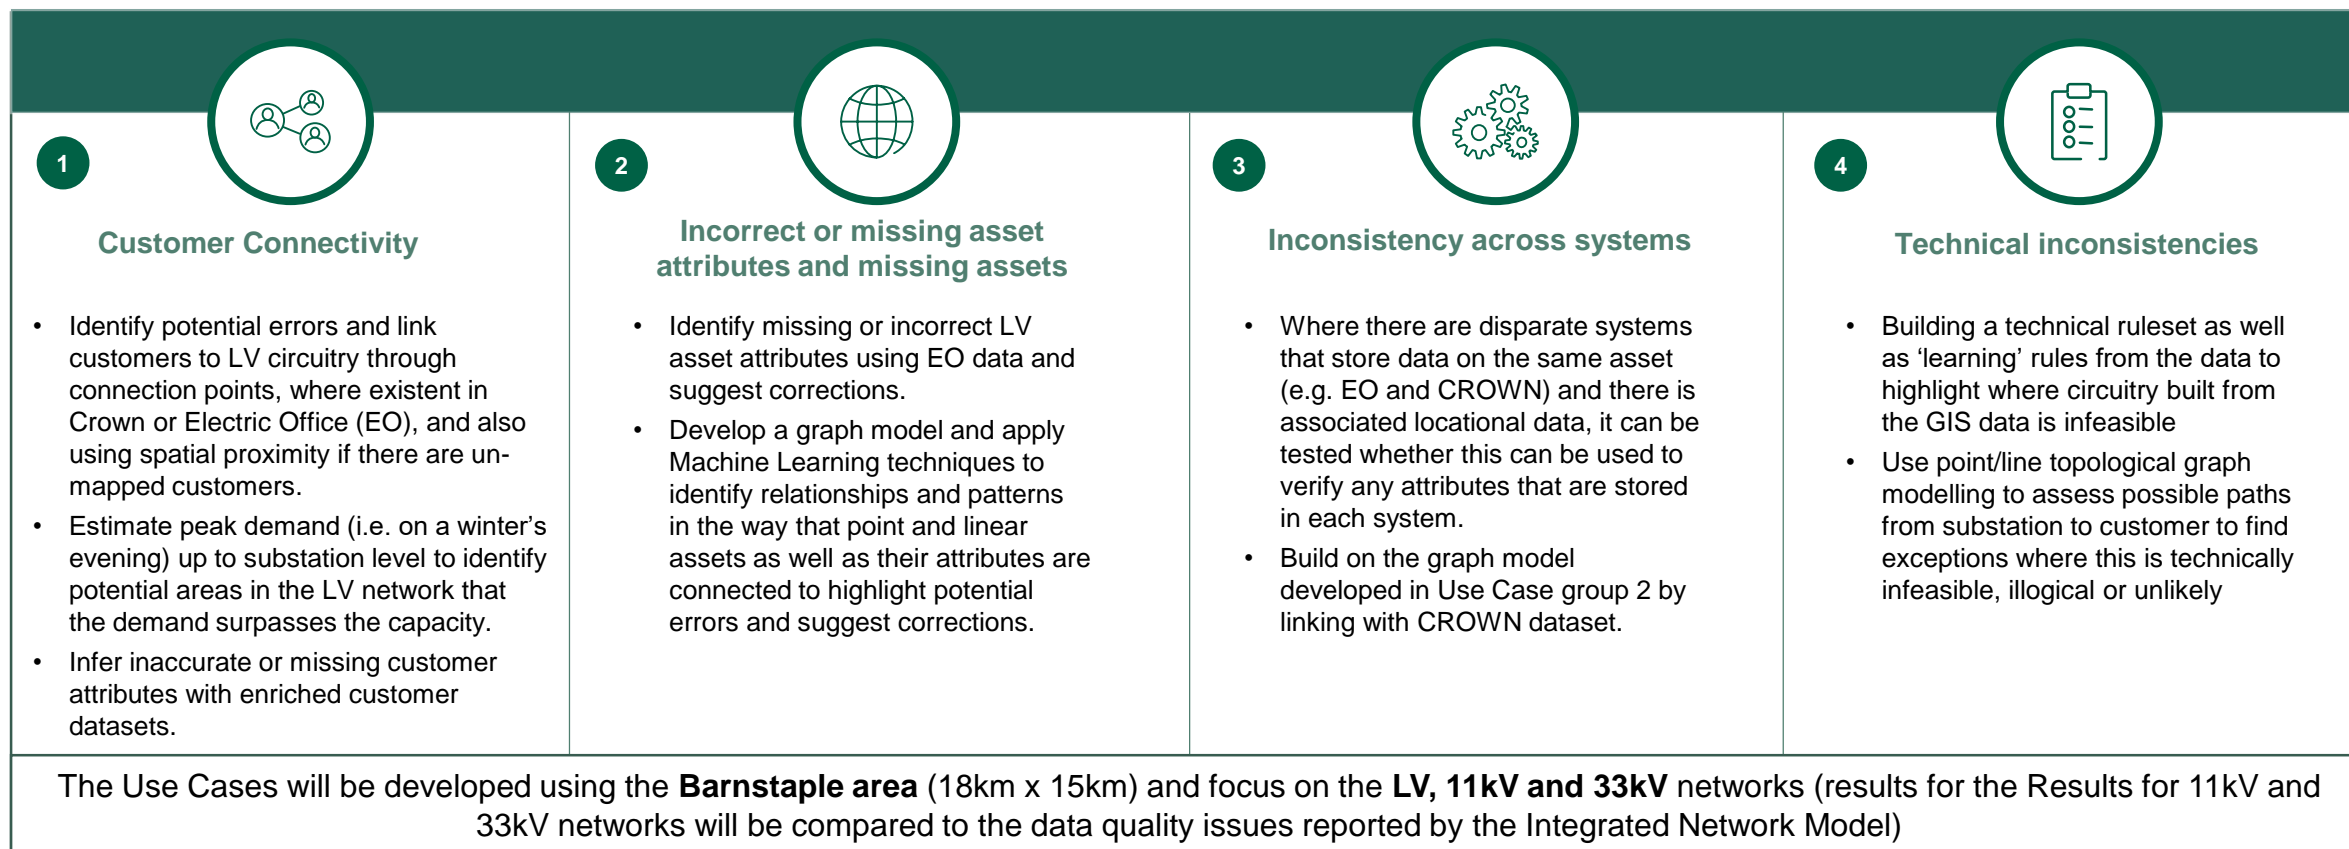 1
Customer Connectivity
• Identify potential errors and link
customers to LV circuitry through
connection points, where existent in
Crown or Electric Office (EO), and also
using spatial proximity if there are un-
mapped customers.
• Estimate peak demand (i.e. on a winter’s
evening) up to substation level to identify
potential areas in the LV network that
the demand surpasses the capacity.
• Infer inaccurate or missing customer
attributes with enriched customer
datasets.
2
Incorrect or missing asset
attributes and missing assets
• Identify missing or incorrect LV
asset attributes using EO data and
suggest corrections.
• Develop a graph model and apply
Machine Learning techniques to
identify relationships and patterns
in the way that point and linear
assets as well as their attributes are
connected to highlight potential
errors and suggest corrections.
3
Inconsistency across systems
• Where there are disparate systems
that store data on the same asset
(e.g. EO and CROWN) and there is
associated locational data, it can be
tested whether this can be used to
verify any attributes that are stored
in each system.
• Build on the graph model
developed in Use Case group 2 by
linking with CROWN dataset.
4
Technical inconsistencies
• Building a technical ruleset as well
as ‘learning’ rules from the data to
highlight where circuitry built from
the GIS data is infeasible
• Use point/line topological graph
modelling to assess possible paths
from substation to customer to find
exceptions where this is technically
infeasible, illogical or unlikely
The Use Cases will be developed using the Barnstaple area (18km x 15km) and focus on the LV, 11kV and 33kV networks (results for the Results for 11kV and
33kV networks will be compared to the data quality issues reported by the Integrated Network Model)